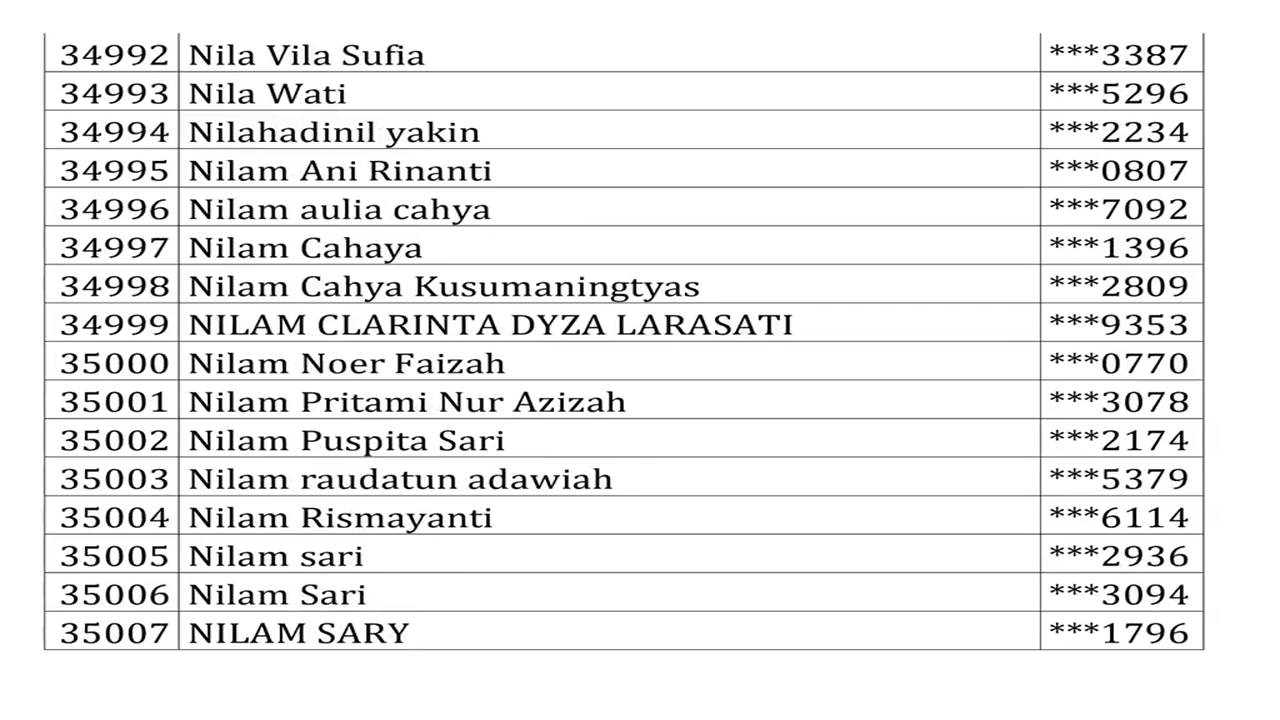 34992 Nila Vila Sufia ***3387
34993 Nila Wati ***5296
34994 Nilahadinil yakin ***2234
34995 Nilam Ani Rinanti ***0807
34996 Nilam aulia cahya ***7092
34997 Nilam Cahaya ***1396
34998 Nilam Cahya Kusumaningtyas ***2809
34999 NILAM CLARINTA DYZA LARASATI ***9353
35000 Nilam Noer Faizah ***0770
35001 Nilam Pritami Nur Azizah ***3078
35002 Nilam Puspita Sari ***2174
35003 Nilam raudatun adawiah ***5379
35004 Nilam Rismayanti ***6114
35005 Nilam sari ***2936
35006 Nilam Sari ***3094
35007 NILAM SARY ***1796